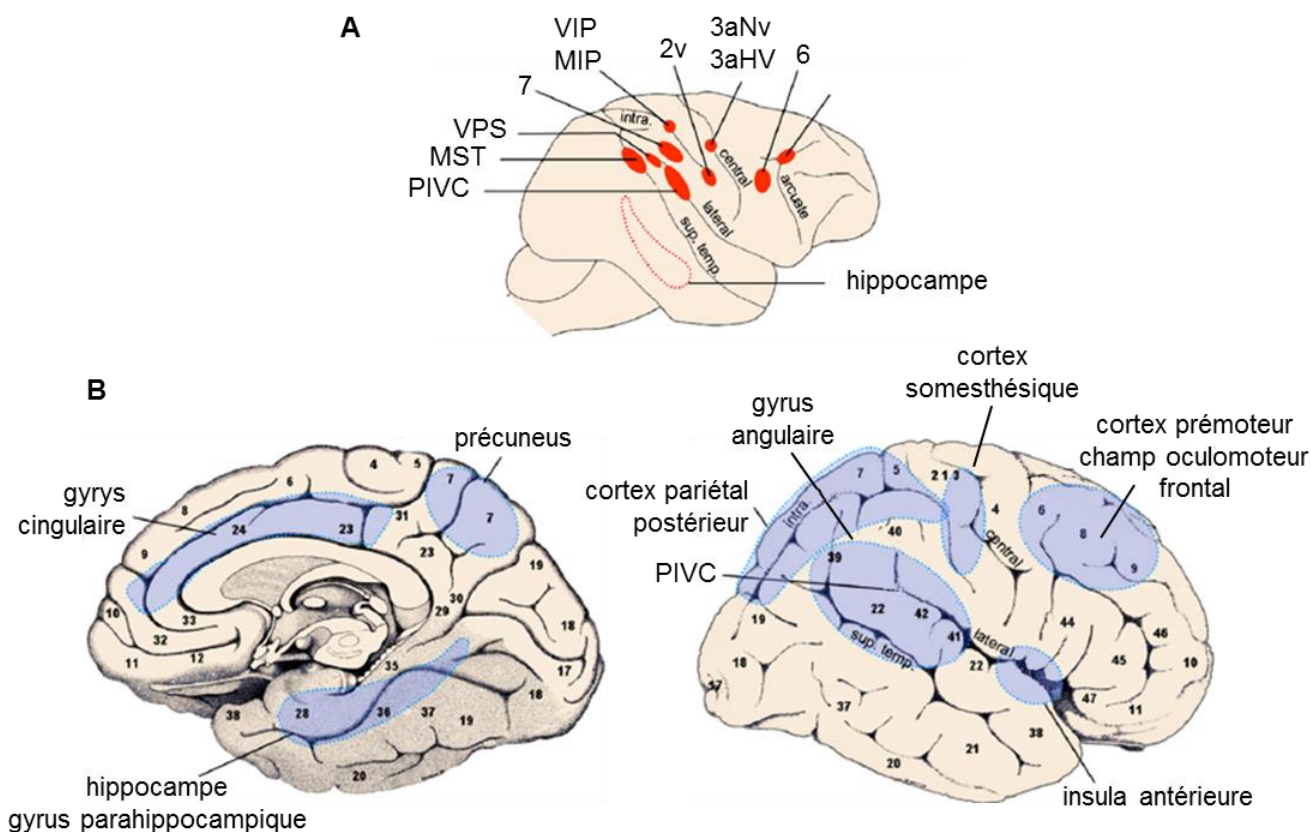 A
VIP
MIP
2v
3aNv
3aHV
6
7
VPS
MST
PIVC
intra.
central
arcuate
lateral
sup. temp.
hippocampe
B
gyrys
cingulaire
précuneus
4
5
6
7
7
8
24
23
31
9
23
19
10
33
32
11
12
30
29
18
35
17
18
38
28
36
37
19
20
hippocampe
gyrus parahippocampique
cortex
somesthésique
gyrus
angulaire
cortex prémoteur
champ oculomoteur
frontal
cortex pariétal
postérieur
PIVC
7
5
2 1 3
4
6
8
9
intra.
40
central
39
22
42
41
lateral
sup. temp.
22
44
46
45
10
47
11
19
18
17
37
21
38
20
insula antérieure